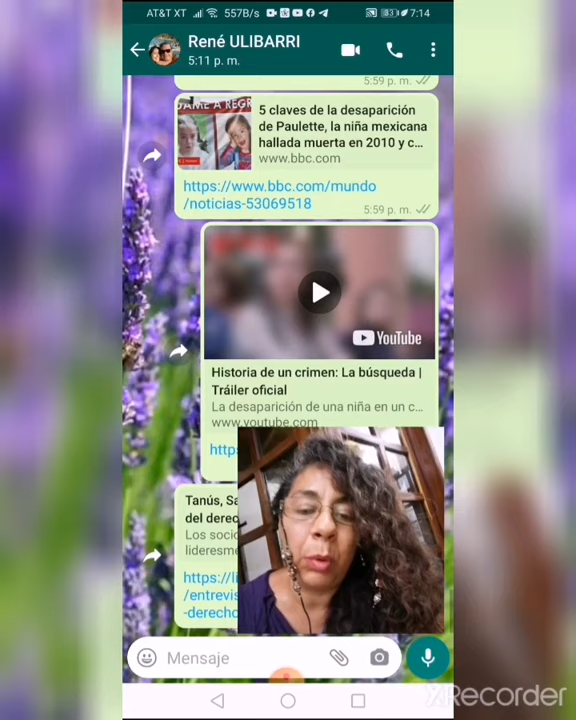 AT&T XT 557B/s 83 7:14
René ULIBARRI
5:11 p. m.
5:59 p. m.
5 claves de la desaparición
de Paulette, la niña mexicana
hallada muerta en 2010 y c...
www.bbc.com
https://www.bbc.com/mundo
/noticias-53069518
5:59 p. m.
YouTube
Historia de un crimen: La búsqueda |
Tráiler oficial
La desaparición de una niña en un c...
www.youtube.com
Tanús, Sa
del derec
Los socio
lideresme
https://li
/entrevis
-derecho
Mensaje
XRecorder